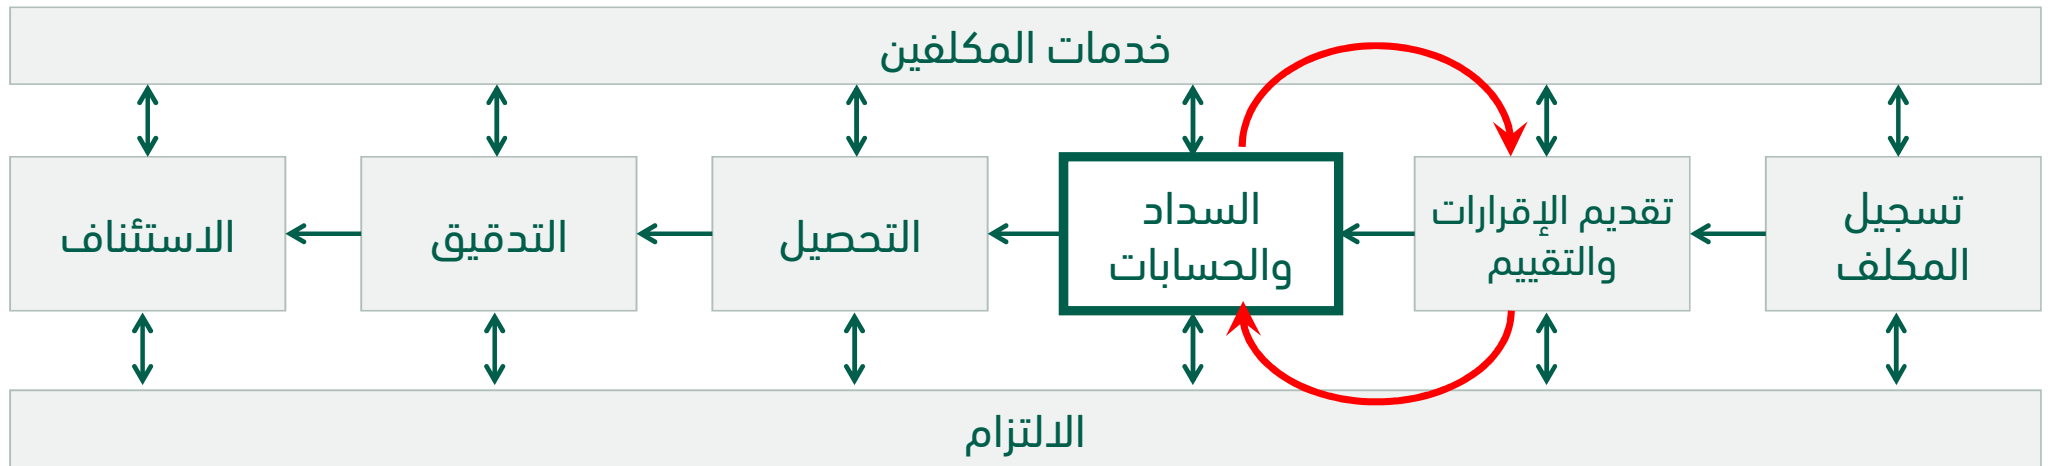 خدمات المكلفين
تسجيل
المكلف
تقديم الإقرارات
والتقييم
السداد
والحسابات
التحصيل
التدقيق
الاستئناف
الالتزام